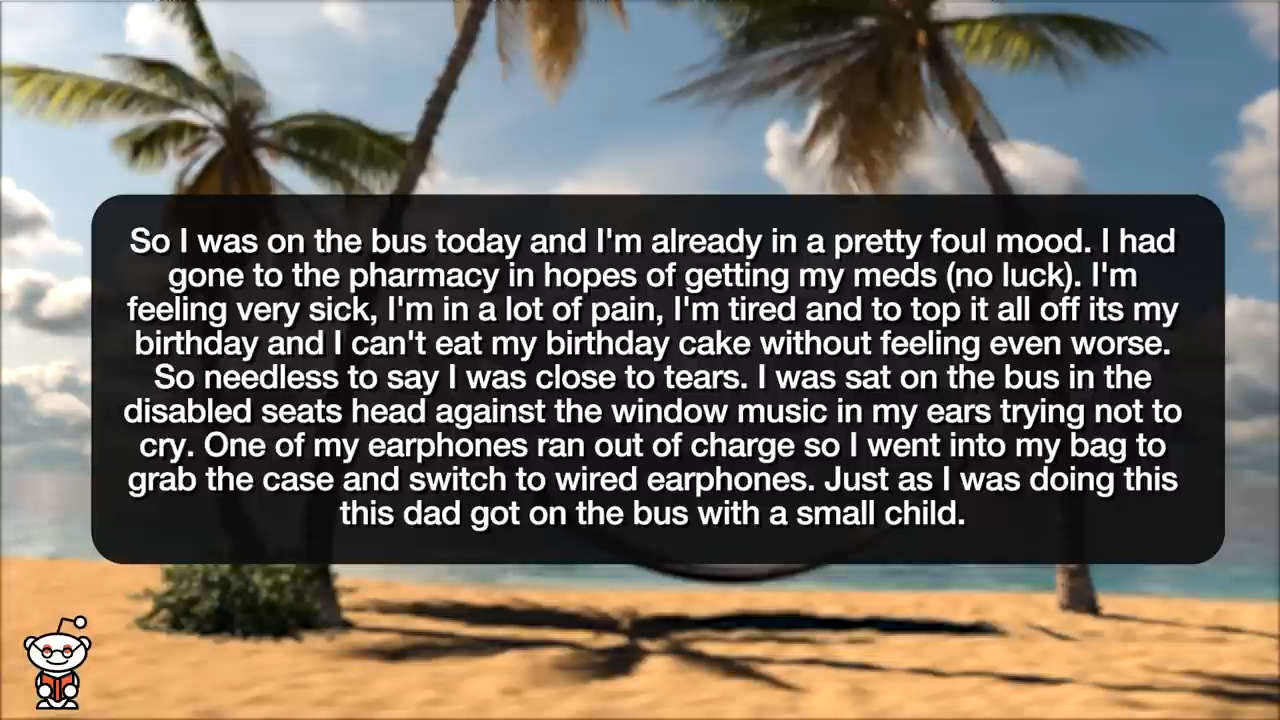 So I was on the bus today and I'm already in a pretty foul mood. I had
gone to the pharmacy in hopes of getting my meds (no luck). I'm
feeling very sick, I'm in a lot of pain, I'm tired and to top it all off its my
birthday and I can't eat my birthday cake without feeling even worse.
So needless to say I was close to tears. I was sat on the bus in the
disabled seats head against the window music in my ears trying not to
cry. One of my earphones ran out of charge so I went into my bag to
grab the case and switch to wired earphones. Just as I was doing this
this dad got on the bus with a small child.